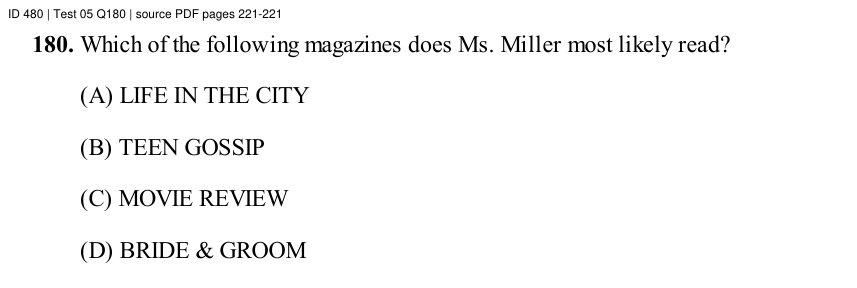 ID 480 | Test 05 Q180 | source PDF pages 221-221
180. Which of the following magazines does Ms. Miller most likely read?
(A) LIFE IN THE CITY
(B) TEEN GOSSIP
(C) MOVIE REVIEW
(D) BRIDE & GROOM